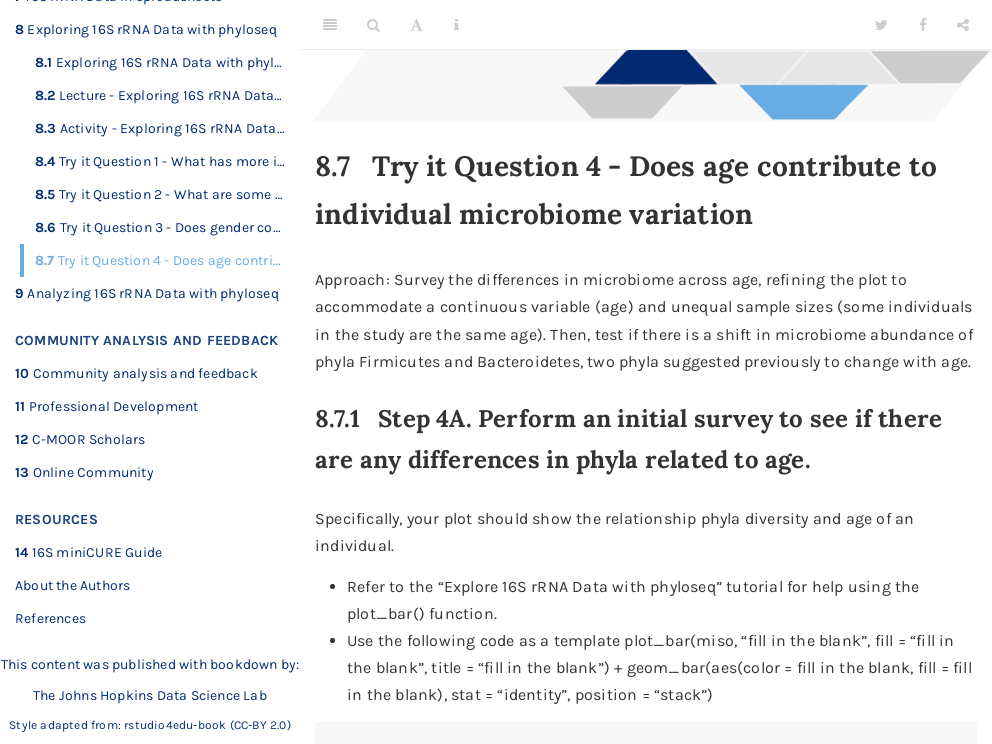 8 Exploring 16S rRNA Data with phyloseq
8.1 Exploring 16S rRNA Data with phyl...
8.2 Lecture - Exploring 16S rRNA Data...
8.3 Activity - Exploring 16S rRNA Data...
8.4 Try it Question 1 - What has more i...
8.5 Try it Question 2 - What are some ...
8.6 Try it Question 3 - Does gender co...
8.7 Try it Question 4 - Does age contri...
9 Analyzing 16S rRNA Data with phyloseq
COMMUNITY ANALYSIS AND FEEDBACK
10 Community analysis and feedback
11 Professional Development
12 C-MOOR Scholars
13 Online Community
RESOURCES
14 16S miniCURE Guide
About the Authors
References
This content was published with bookdown by:
The Johns Hopkins Data Science Lab
Style adapted from: rstudio4edu-book (CC-BY 2.0)
8.7 Try it Question 4 - Does age contribute to
individual microbiome variation
Approach: Survey the differences in microbiome across age, refining the plot to
accommodate a continuous variable (age) and unequal sample sizes (some individuals
in the study are the same age). Then, test if there is a shift in microbiome abundance of
phyla Firmicutes and Bacteroidetes, two phyla suggested previously to change with age.
8.7.1 Step 4A. Perform an initial survey to see if there
are any differences in phyla related to age.
Specifically, your plot should show the relationship phyla diversity and age of an
individual.
• Refer to the “Explore 16S rRNA Data with phyloseq” tutorial for help using the
plot_bar() function.
• Use the following code as a template plot_bar(miso, “fill in the blank”, fill = “fill in
the blank”, title = “fill in the blank”) + geom_bar(aes(color = fill in the blank, fill = fill
in the blank), stat = “identity”, position = “stack”)